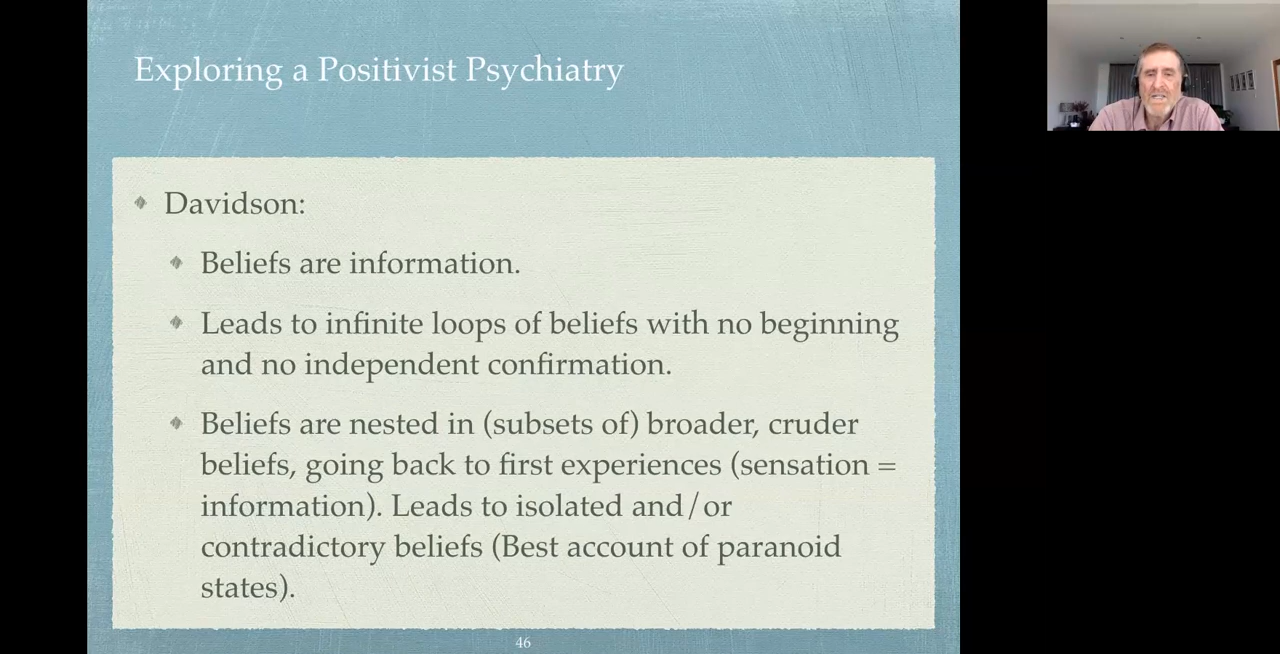 Exploring a Positivist Psychiatry
Davidson:
Beliefs are information.
Leads to infinite loops of beliefs with no beginning
and no independent confirmation.
Beliefs are nested in (subsets of) broader, cruder
beliefs, going back to first experiences (sensation =
information). Leads to isolated and/or
contradictory beliefs (Best account of paranoid
states).
46